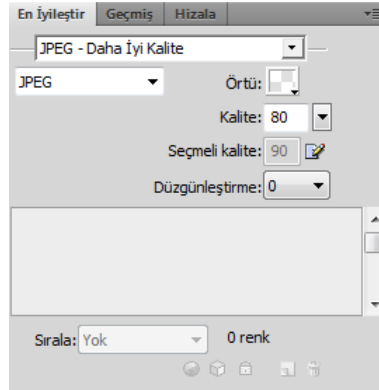 En İyileştir Geçmiş Hizala
JPEG - Daha İyi Kalite
JPEG Örtü:
Kalite: 80
Seçmeli kalite: 90
Düzgünleştirme: 0
Sırala: Yok 0 renk